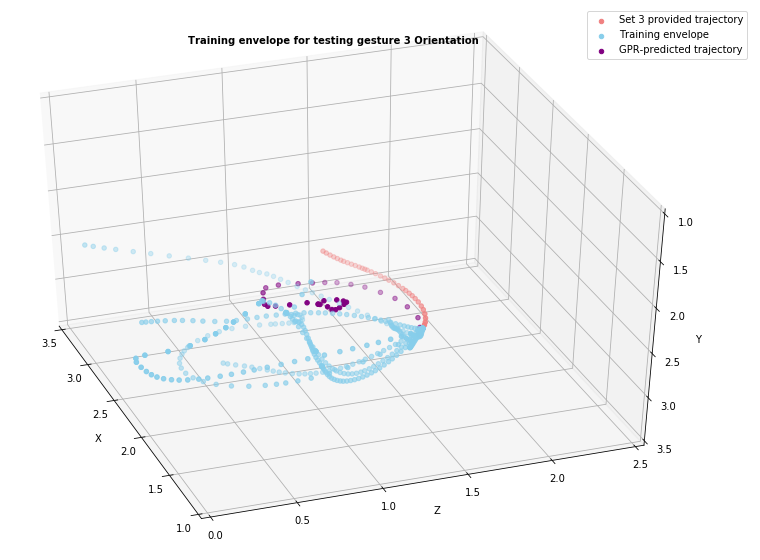 Training envelope for testing gesture 3 Orientation
Set 3 provided trajectory
Training envelope
GPR-predicted trajectory
3.5
3.0
2.5
2.0
1.5
1.0
X
0.0
0.5
1.0
1.5
2.0
2.5
Z
1.0
1.5
2.0
2.5
3.0
3.5
Y